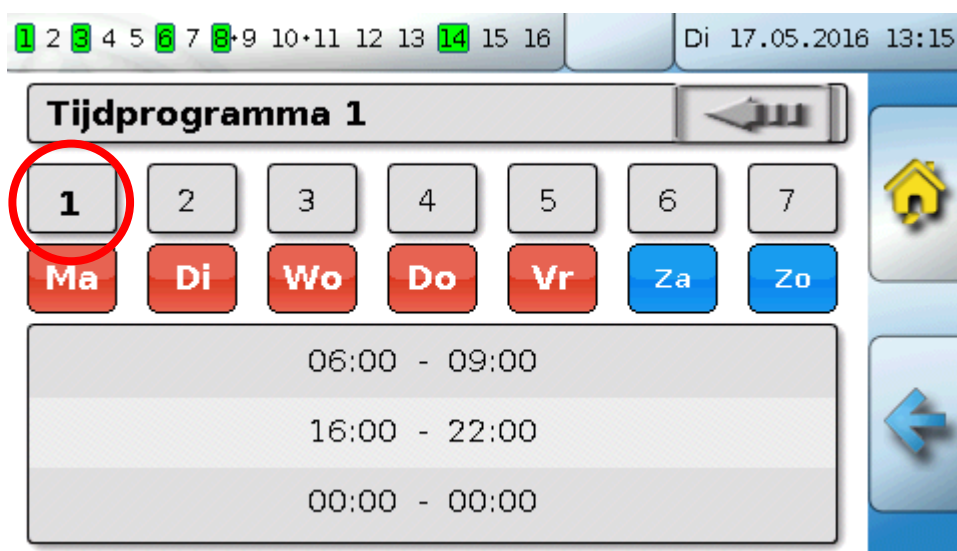 1 2 3 4 5 6 7 8•9 10•11 12 13 14 15 16 Di 17.05.2016 13:15
Tijdprogramma 1
1 2 3 4 5 6 7
Ma Di Wo Do Vr Za Zo
06:00 - 09:00
16:00 - 22:00
00:00 - 00:00